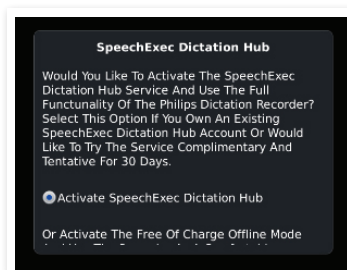 SpeechExec Dictation Hub
Would You Like To Activate The SpeechExec
Dictation Hub Service And Use The Full
Functunality Of The Philips Dictation Recorder?
Select This Option If You Own An Existing
SpeechExec Dictation Hub Account Or Would
Like To Try The Service Complimentary And
Tentative For 30 Days.
Activate SpeechExec Dictation Hub
Or Activate The Free Of Charge Offline Mode